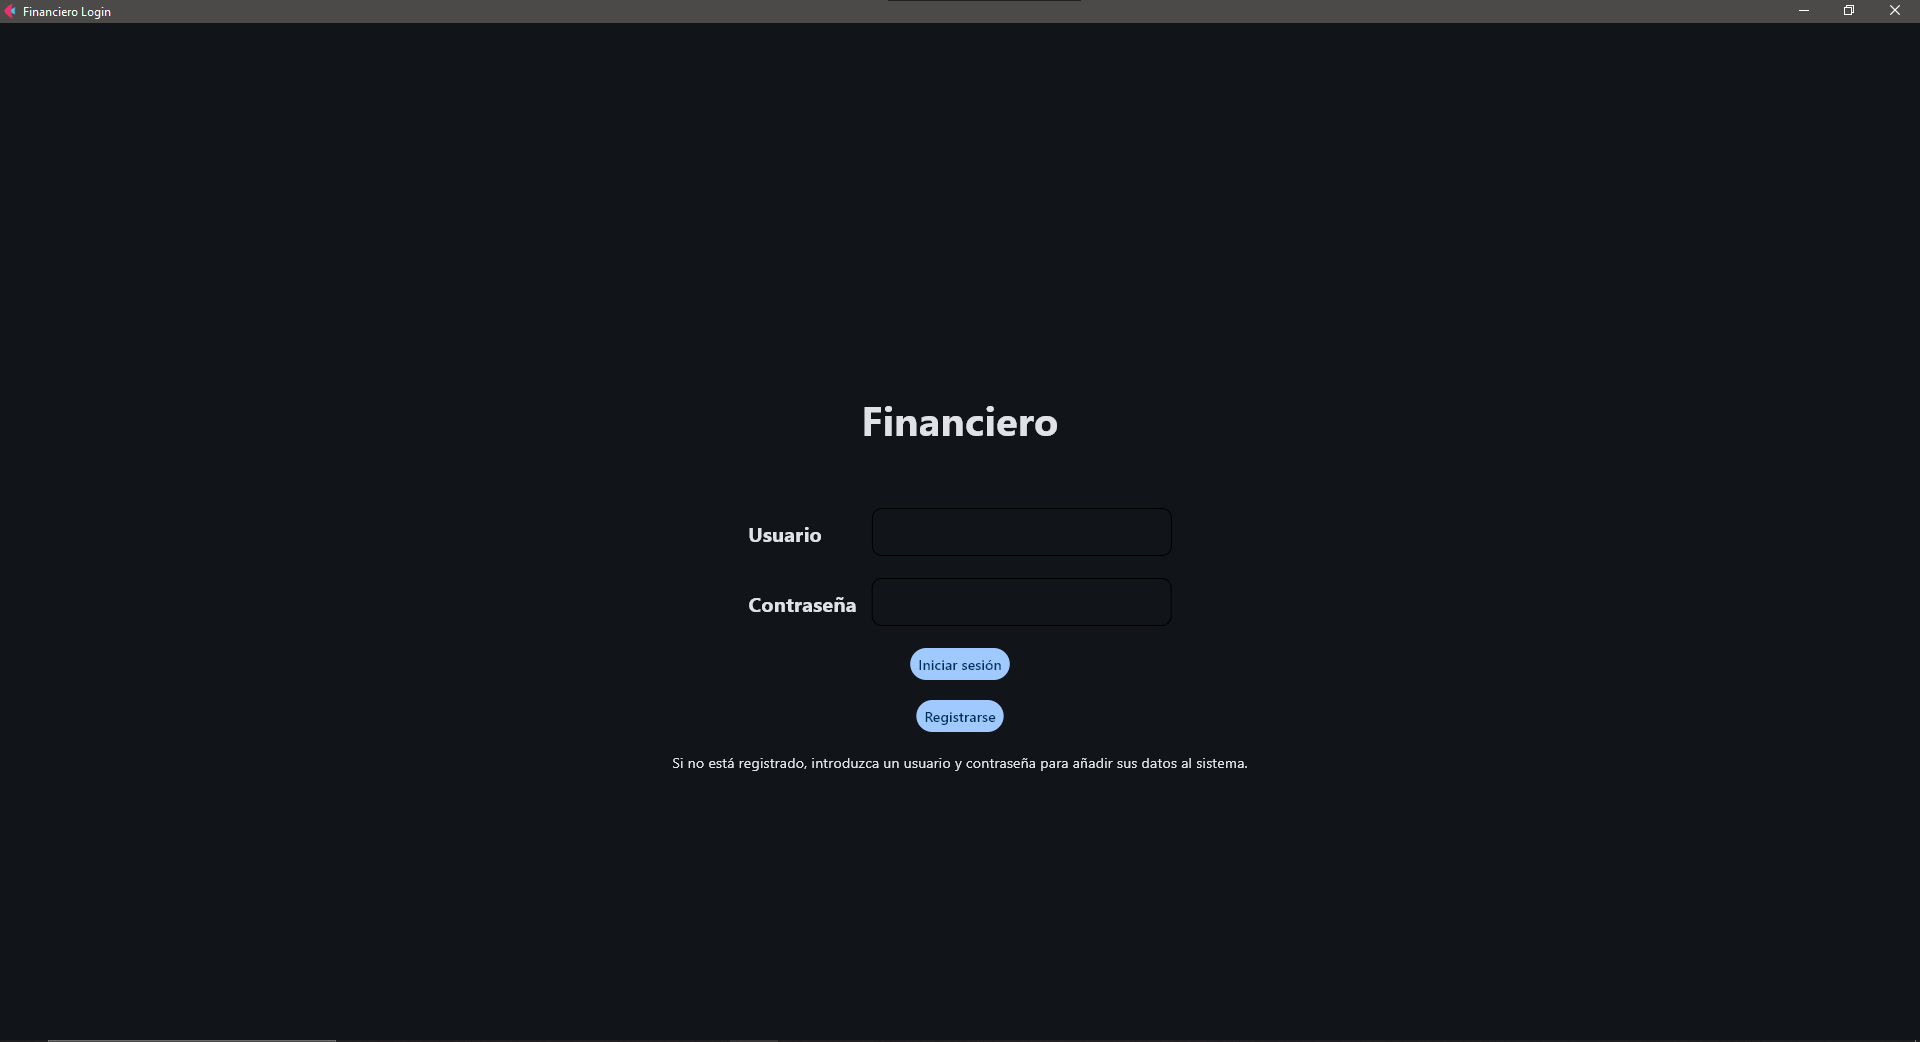 Financiero Login
Financiero
Usuario
Contraseña
Iniciar sesión
Registrarse
Si no está registrado, introduzca un usuario y contraseña para añadir sus datos al sistema.